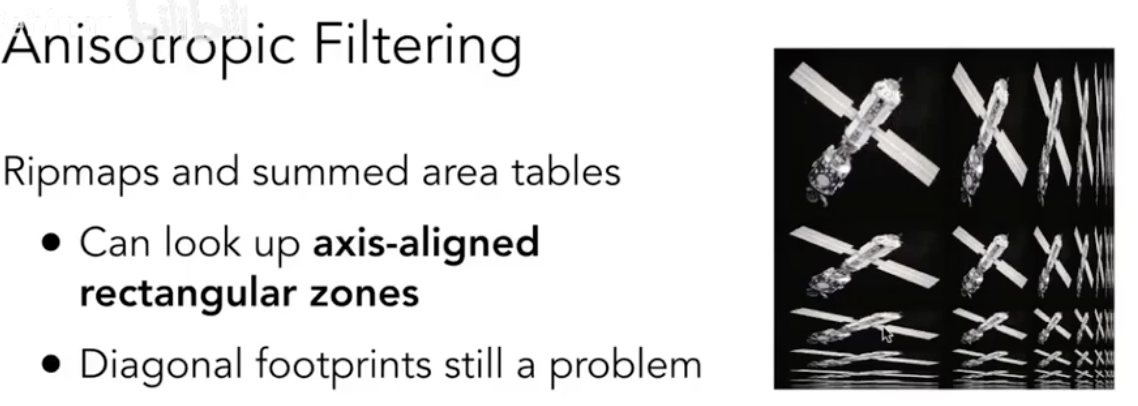 Anisotropic Filtering
Ripmaps and summed area tables
• Can look up axis-aligned
rectangular zones
• Diagonal footprints still a problem